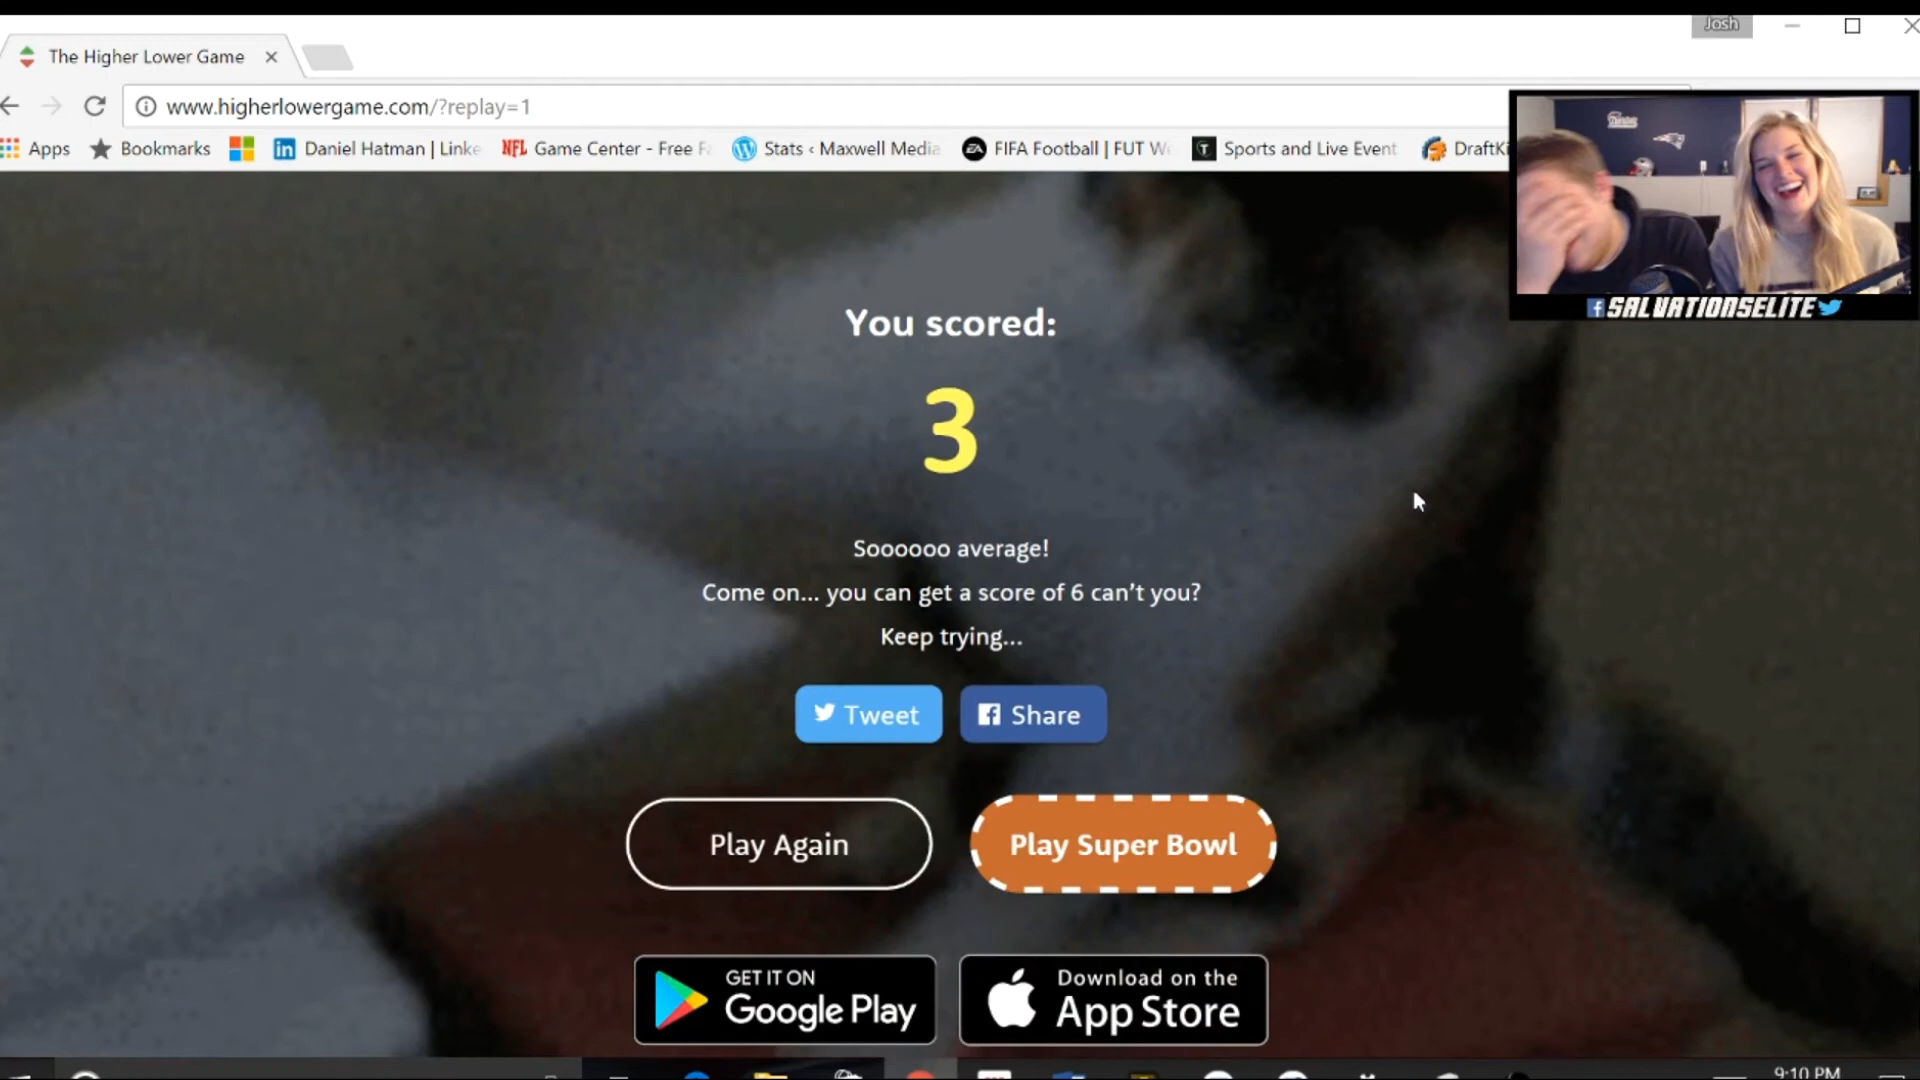 Josh
The Higher Lower Game
www.higherlowergame.com/?replay=1
Apps
Bookmarks
Daniel Hatman | Linke
NFL Game Center - Free Fa
Stats ‹ Maxwell Media
EA FIFA Football | FUT We
T Sports and Live Event
DraftKi
SALVATIONSELITE
You scored:
3
Soooooo average!
Come on... you can get a score of 6 can't you?
Keep trying...
Tweet
Share
Play Again
Play Super Bowl
GET IT ON
Google Play
Download on the
App Store
9:10 PM